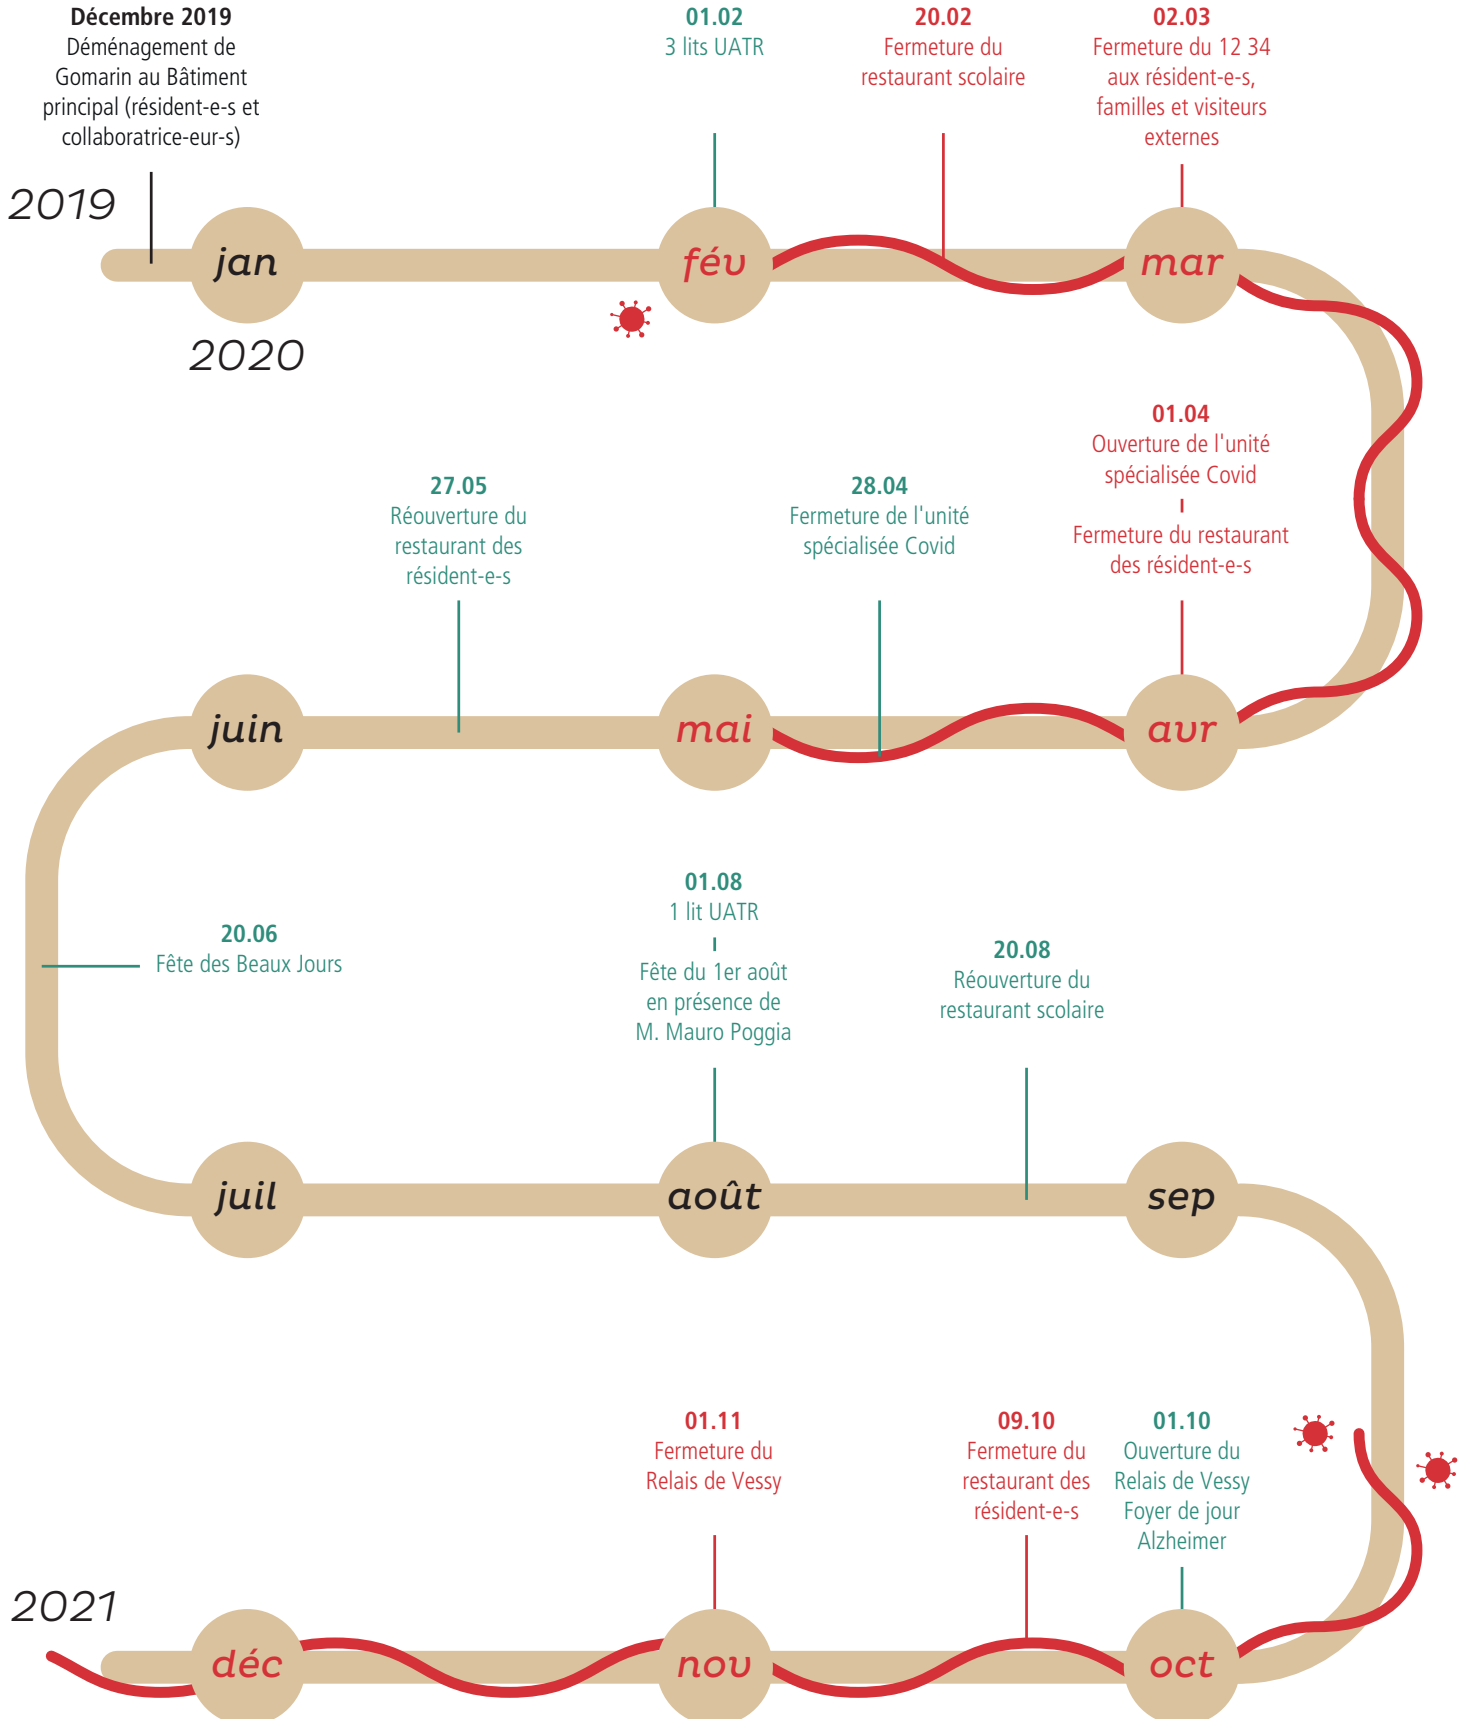 Décembre 2019
Déménagement de
Gomarin au Bâtiment
principal (résident-e-s et
collaboratrice-eur-s)
01.02
3 lits UATR
20.02
Fermeture du
restaurant scolaire
02.03
Fermeture du 12 34
aux résident-e-s,
familles et visiteurs
externes
2019
jan
fév
mar
2020
27.05
Réouverture du
restaurant des
résident-e-s
28.04
Fermeture de l'unité
spécialisée Covid
01.04
Ouverture de l'unité
spécialisée Covid
Fermeture du restaurant
des résident-e-s
juin
mai
avr
20.06
Fête des Beaux Jours
01.08
1 lit UATR
Fête du 1er août
en présence de
M. Mauro Poggia
20.08
Réouverture du
restaurant scolaire
juil
août
sep
01.11
Fermeture du
Relais de Vessy
09.10
Fermeture du
restaurant des
résident-e-s
01.10
Ouverture du
Relais de Vessy
Foyer de jour
Alzheimer
2021
déc
nov
oct